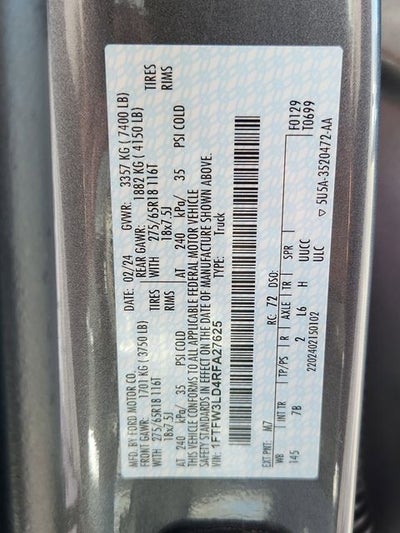 MFD. BY FORD MOTOR CO.
DATE: 02/24 GVWR: 3357 KG ( 7400 LB)
FRONT GAWR: 1701 KG (3750 LB) REAR GAWR: 1882 KG ( 4150 LB)
WITH 275/65R18 116T TIRES WITH 275/65R18 116T TIRES
18x7.5J RIMS 18x7.5J RIMS
AT 240 kPa/ 35 PSI COLD AT 240 kPa/ 35 PSI COLD
THIS VEHICLE CONFORMS TO ALL APPLICABLE FEDERAL MOTOR VEHICLE
SAFETY STANDARDS IN EFFECT ON THE DATE OF MANUFACTURE SHOWN ABOVE.
VIN: 1FTFW3LD4RFA27625
TYPE: Truck
F0129
T0699
EXT PNT: M7 RC: 72 DSO:
WB INT TR TP/PS R AXLE TR SPR
145 7B 2 L6 H UUCC
2202402150102 ULC
5U5A-3520472-AA